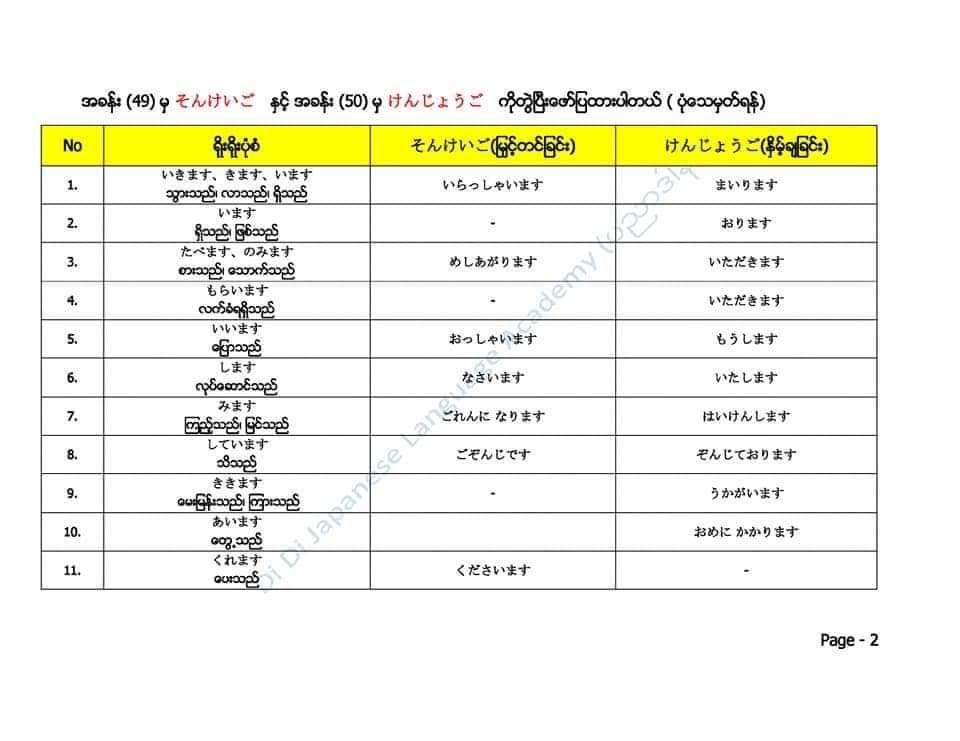 အခန်း (49) မှ そんけいご နှင့် အခန်း (50) မှ けんじょうご ကိုတွဲပြီးဖော်ပြထားပါတယ် ( ပုံသေမှတ်ရန်)
No ရိုးရိုးပုံစံ そんけいご(မြှင့်တင်ခြင်း) けんじょうご(နှိမ့်ချခြင်း)
1. いきます、きます、います いらっしゃいます まいります
သွားသည်၊ လာသည်၊ ရှိသည်
2. います - おります
ရှိသည်၊ ဖြစ်သည်
3. たべます、のみます めしあがります いただきます
စားသည်၊ သောက်သည်
4. もらいます - いただきます
လက်ခံရရှိသည်
5. いいます おっしゃいます もうします
ပြောသည်
6. します なさいます いたします
လုပ်ဆောင်သည်
7. みます ごれんに なります はいけんします
ကြည့်သည်၊ မြင်သည်
8. しています ごぞんじです ぞんじております
သိသည်
9. ききます - うかがいます
မေးမြန်းသည်၊ ကြားသည်
10. あいます おめに かかります
တွေ့သည်
11. くれます くださいます -
ပေးသည်
Di Di Japanese Language Academy
Page - 2